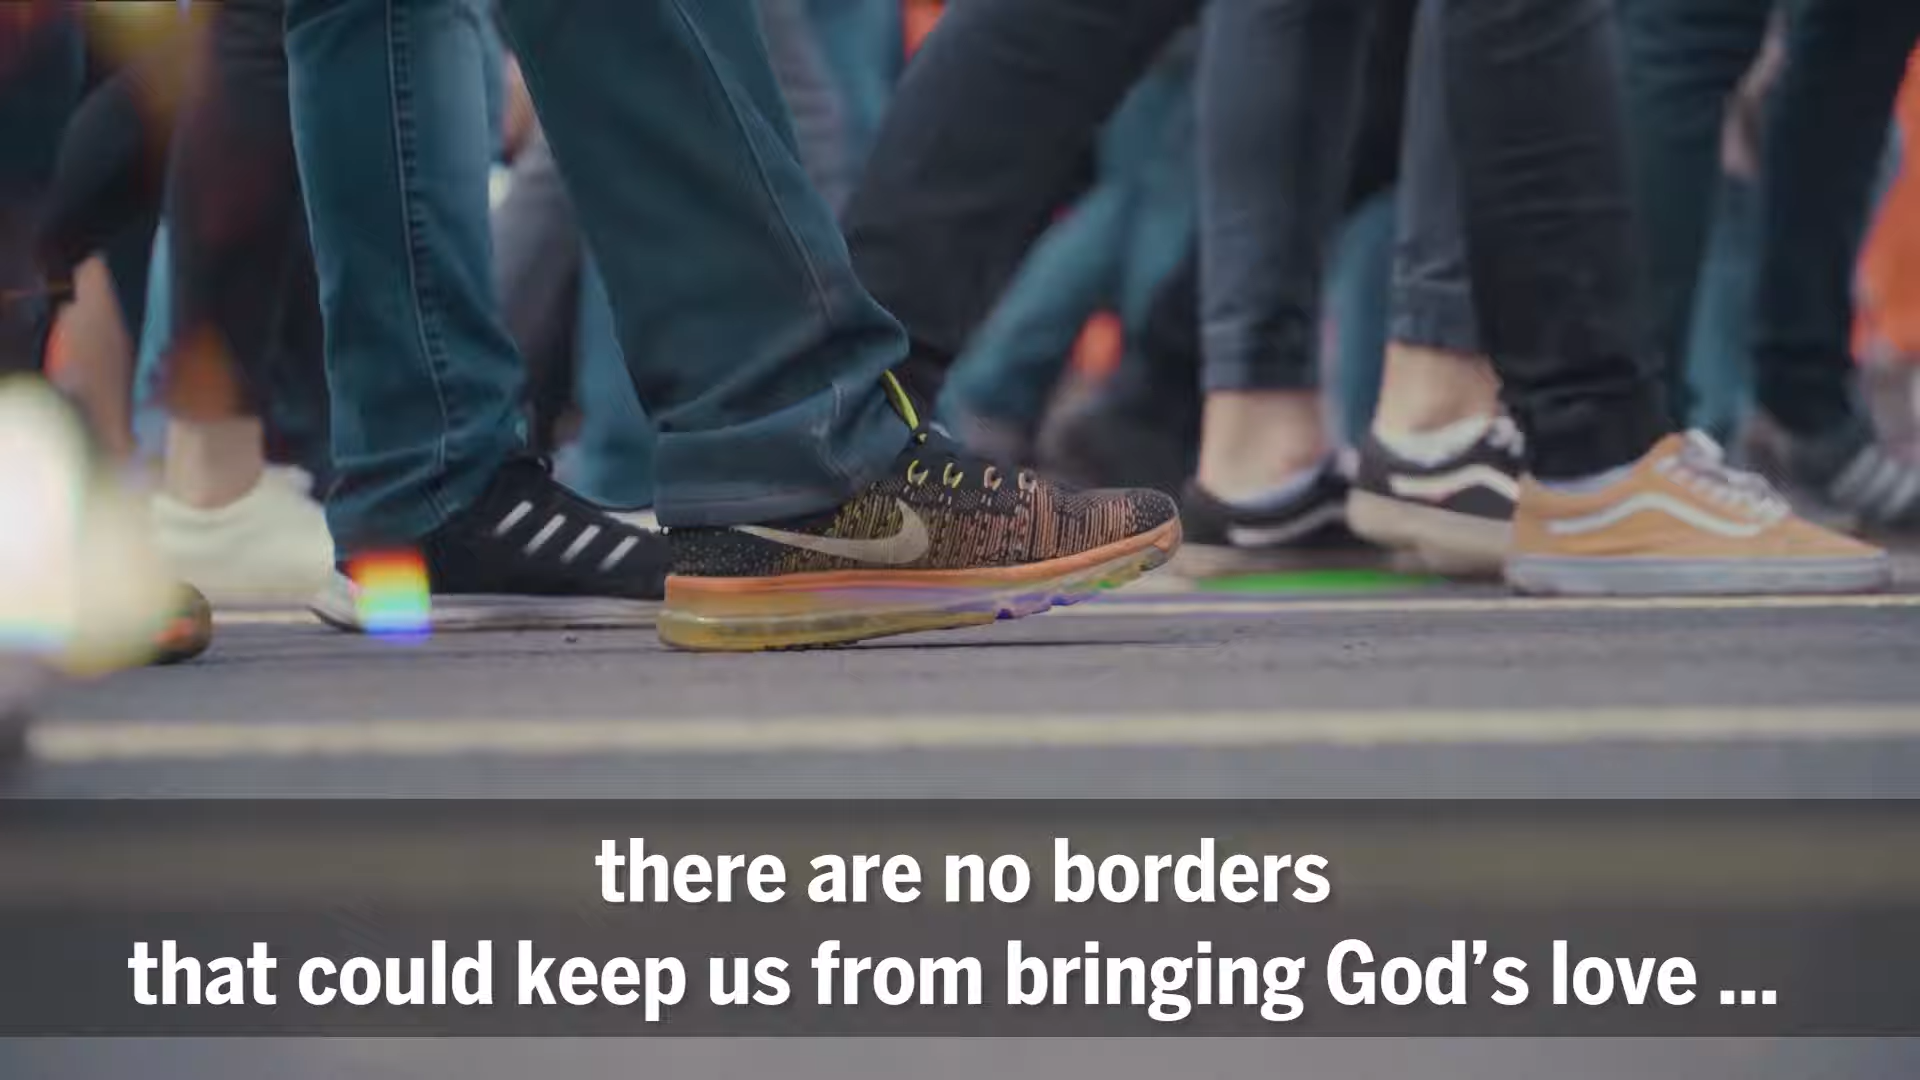 there are no borders
that could keep us from bringing God’s love ...